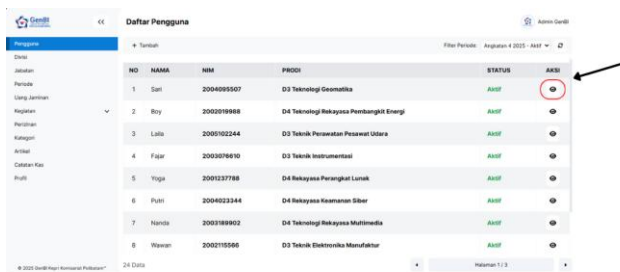 GenBI
<<
Daftar Pengguna
Admin GenBI
Pengguna
Divisi
Jabatan
Periode
Uang Jaminan
Kegiatan
Perizinan
Kategori
Artikel
Catatan Kas
Profil
+ Tambah
Filter Periode: Angkatan 4 2025 - Aktif
NO NAMA NIM PRODI STATUS AKSI
1 Sari 2004095507 D3 Teknologi Geomatika Aktif
2 Boy 2002019988 D4 Teknologi Rekayasa Pembangkit Energi Aktif
3 Laila 2005102244 D3 Teknik Perawatan Pesawat Udara Aktif
4 Fajar 2003078610 D3 Teknik Instrumentasi Aktif
5 Yoga 2001237788 D4 Rekayasa Perangkat Lunak Aktif
6 Putri 2004023344 D4 Rekayasa Keamanan Siber Aktif
7 Nanda 2003189902 D4 Teknologi Rekayasa Multimedia Aktif
8 Wawan 2002115566 D3 Teknik Elektronika Manufaktur Aktif
24 Data
Halaman 1 / 3
© 2025 GenBI Kepri Komisariat Polibatam"